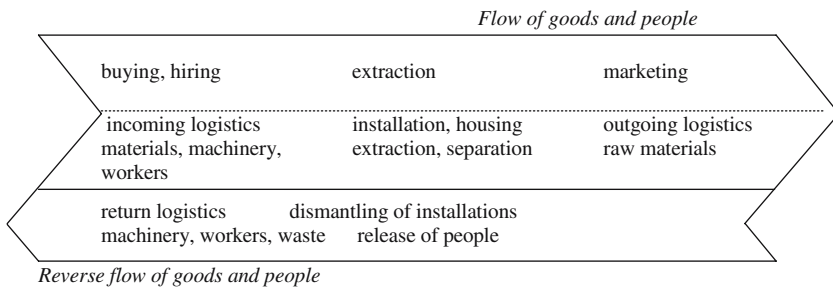 Flow of goods and people
buying, hiring extraction marketing
incoming logistics installation, housing outgoing logistics
materials, machinery, extraction, separation raw materials
workers
return logistics dismantling of installations
machinery, workers, waste release of people
Reverse flow of goods and people